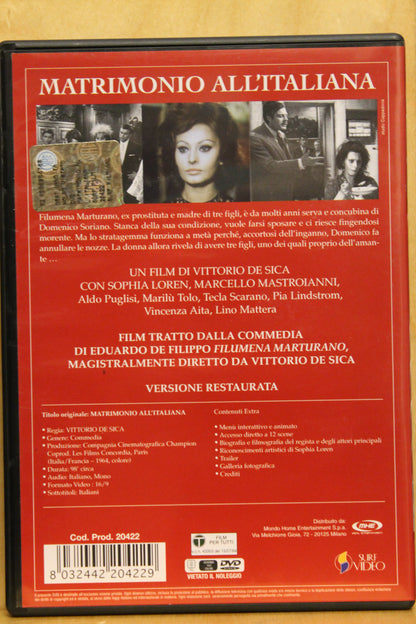 MATRIMONIO ALL'ITALIANA
Filumena Marturano, ex prostituta e madre di tre figli, è da molti anni serva e concubina di
Domenico Soriano. Stanca della sua condizione, vuole farsi sposare e ci riesce fingendosi
morente. Ma lo stratagemma funziona a metà perché, accortosi dell'inganno, Domenico fa
annullare le nozze. La donna allora rivela di avere tre figli, uno dei quali proprio dell'aman-
te ...
UN FILM DI VITTORIO DE SICA
CON SOPHIA LOREN, MARCELLO MASTROIANNI,
Aldo Puglisi, Marilù Tolo, Tecla Scarano, Pia Lindstrom,
Vincenza Aita, Lino Mattera
FILM TRATTO DALLA COMMEDIA
DI EDUARDO DE FILIPPO FILUMENA MARTURANO,
MAGISTRALMENTE DIRETTO DA VITTORIO DE SICA
VERSIONE RESTAURATA
Titolo originale: MATRIMONIO ALL'ITALIANA
• Regia: VITTORIO DE SICA
• Genere: Commedia
• Produzione: Compagnia Cinematografica Champion
Coprod. Les Films Concordia, Paris
(Italia/Francia – 1964, colore)
• Durata: 98' circa
• Audio: Italiano, Mono
• Formato Video : 16/9
• Sottotitoli: Italiani
Contenuti Extra
• Menù interattivo e animato
• Accesso diretto a 12 scene
• Biografia e filmografia del regista e degli attori principali
• Riconoscimenti artistici di Sophia Loren
• Trailer
• Galleria fotografica
• Crediti
Cod. Prod. 20422
8 032442 204229
FILM
PER TUTTI
VIETATO IL NOLEGGIO
DVD
VIDEO
Distribuito da:
Mondo Home Entertainment S.p.a.
Via Melchiorre Gioia, 72 - 20125 Milano
MHE
SURF
VIDEO